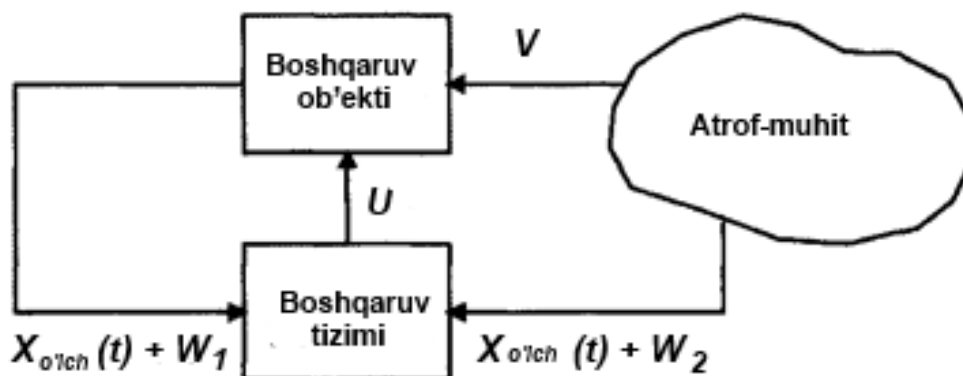 V
Boshqaruv
ob'ekti
Atrof-muhit
U
Boshqaruv
tizimi
X o'lch (t) + W1
X o'lch (t) + W2